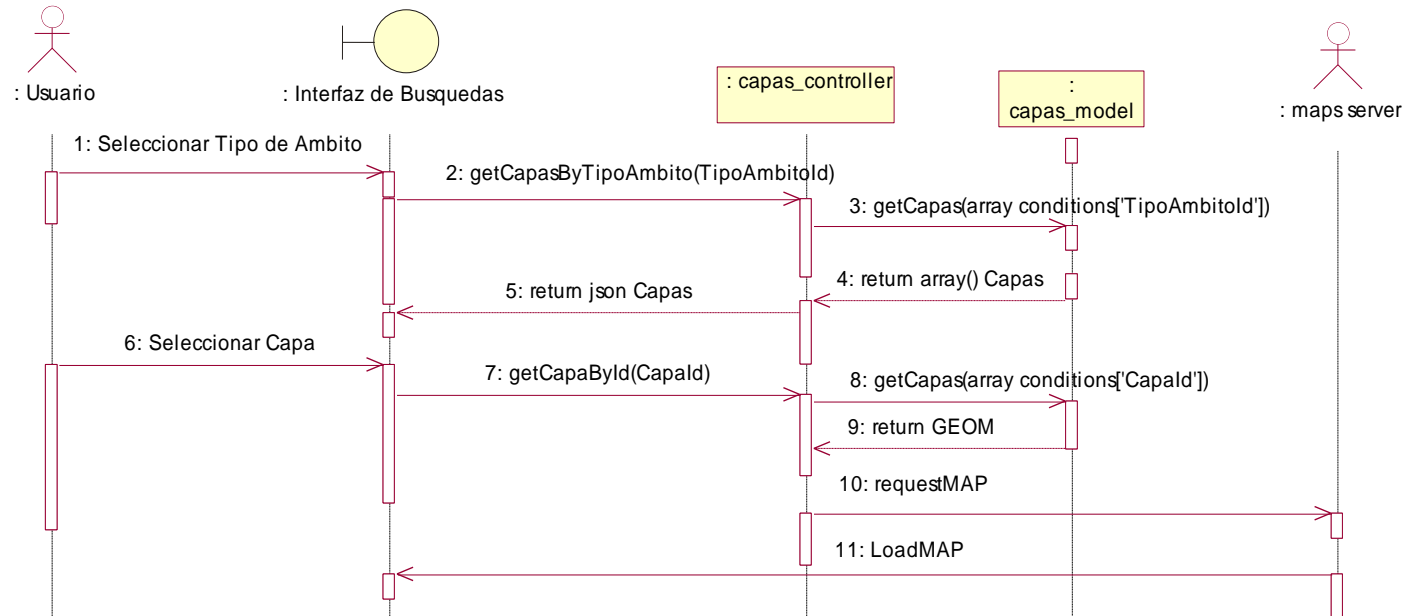 : Usuario
: Interfaz de Busquedas
: capas_controller
:
capas_model
: maps server
1: Seleccionar Tipo de Ambito
2: getCapasByTipoAmbito(TipoAmbitoId)
3: getCapas(array conditions['TipoAmbitoId'])
4: return array() Capas
5: return json Capas
6: Seleccionar Capa
7: getCapaById(CapaId)
8: getCapas(array conditions['CapaId'])
9: return GEOM
10: requestMAP
11: LoadMAP